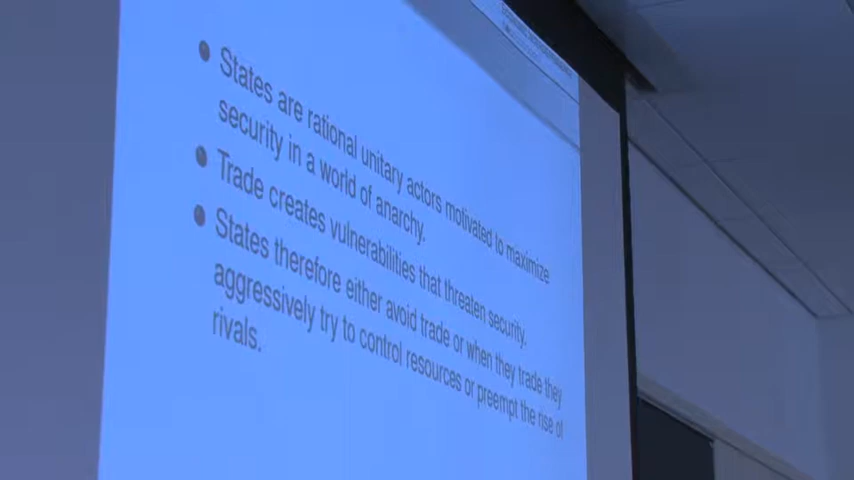 ● States are rational unitary actors motivated to maximize
security in a world of anarchy.
● Trade creates vulnerabilities that threaten security.
● States therefore either avoid trade or when they trade they
aggressively try to control resources or preempt the rise of
rivals.